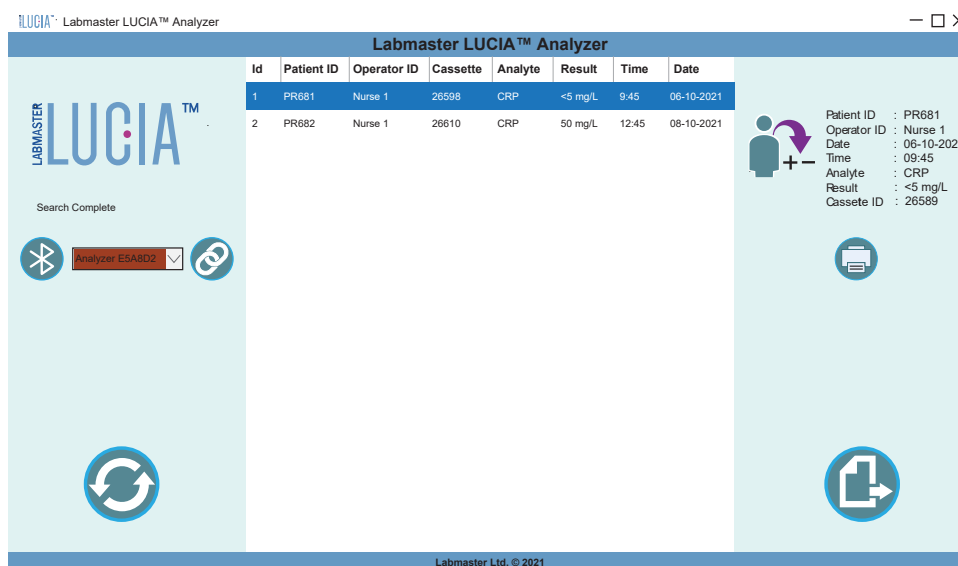 LUCIA™ Labmaster LUCIA™ Analyzer
Labmaster LUCIA™ Analyzer
Id Patient ID Operator ID Cassette Analyte Result Time Date
1 PR681 Nurse 1 26598 CRP <5 mg/L 9:45 06-10-2021
2 PR682 Nurse 1 26610 CRP 50 mg/L 12:45 08-10-2021
LABMASTER
LUCIA™
Search Complete
Analyzer E5A8D2
Patient ID : PR681
Operator ID : Nurse 1
Date : 06-10-202
Time : 09:45
Analyte : CRP
Result : <5 mg/L
Cassete ID : 26589
Labmaster Ltd. © 2021